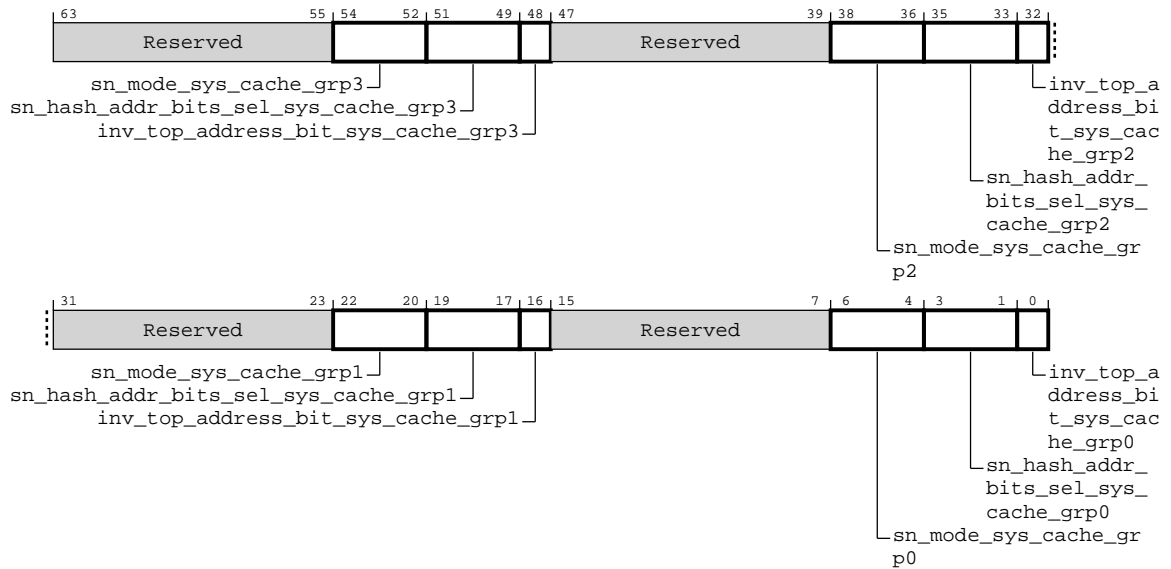 63 55 54 52 51 49 48 47 39 38 36 35 33 32
Reserved Reserved
sn_mode_sys_cache_grp3
sn_hash_addr_bits_sel_sys_cache_grp3
inv_top_address_bit_sys_cache_grp3
inv_top_a
ddress_bi
t_sys_cac
he_grp2
sn_hash_addr_
bits_sel_sys_
cache_grp2
sn_mode_sys_cache_gr
p2
31 23 22 20 19 17 16 15 7 6 4 3 1 0
Reserved Reserved
sn_mode_sys_cache_grp1
sn_hash_addr_bits_sel_sys_cache_grp1
inv_top_address_bit_sys_cache_grp1
inv_top_a
ddress_bi
t_sys_cac
he_grp0
sn_hash_addr_
bits_sel_sys_
cache_grp0
sn_mode_sys_cache_gr
p0